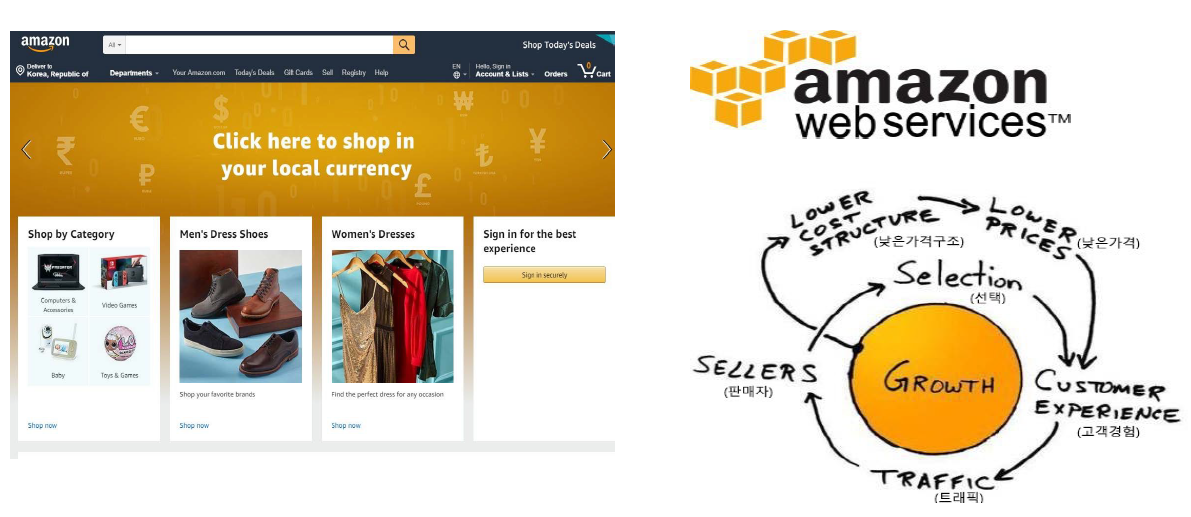 amazon
All
Shop Today's Deals
Deliver to
Korea, Republic of
Departments
Your Amazon.com
Today's Deals
Gift Cards
Sell
Registry
Help
EN
Hello, Sign in
Account & Lists
Orders
0
Cart
Click here to shop in
your local currency
Shop by Category
Computers &
Accessories
Video Games
Baby
Toys & Games
Shop now
Men's Dress Shoes
Shop your favorite brands
Shop now
Women's Dresses
Find the perfect dress for any occasion
Shop now
Sign in for the best
experience
Sign in securely
amazon
web services™
LOWER
COST
STRUCTURE
(낮은가격구조)
LOWER
PRICES
(낮은가격)
Selection
(선택)
SELLERS
(판매자)
GROWTH
CUSTOMER
EXPERIENCE
(고객경험)
TRAFFIC
(트래픽)